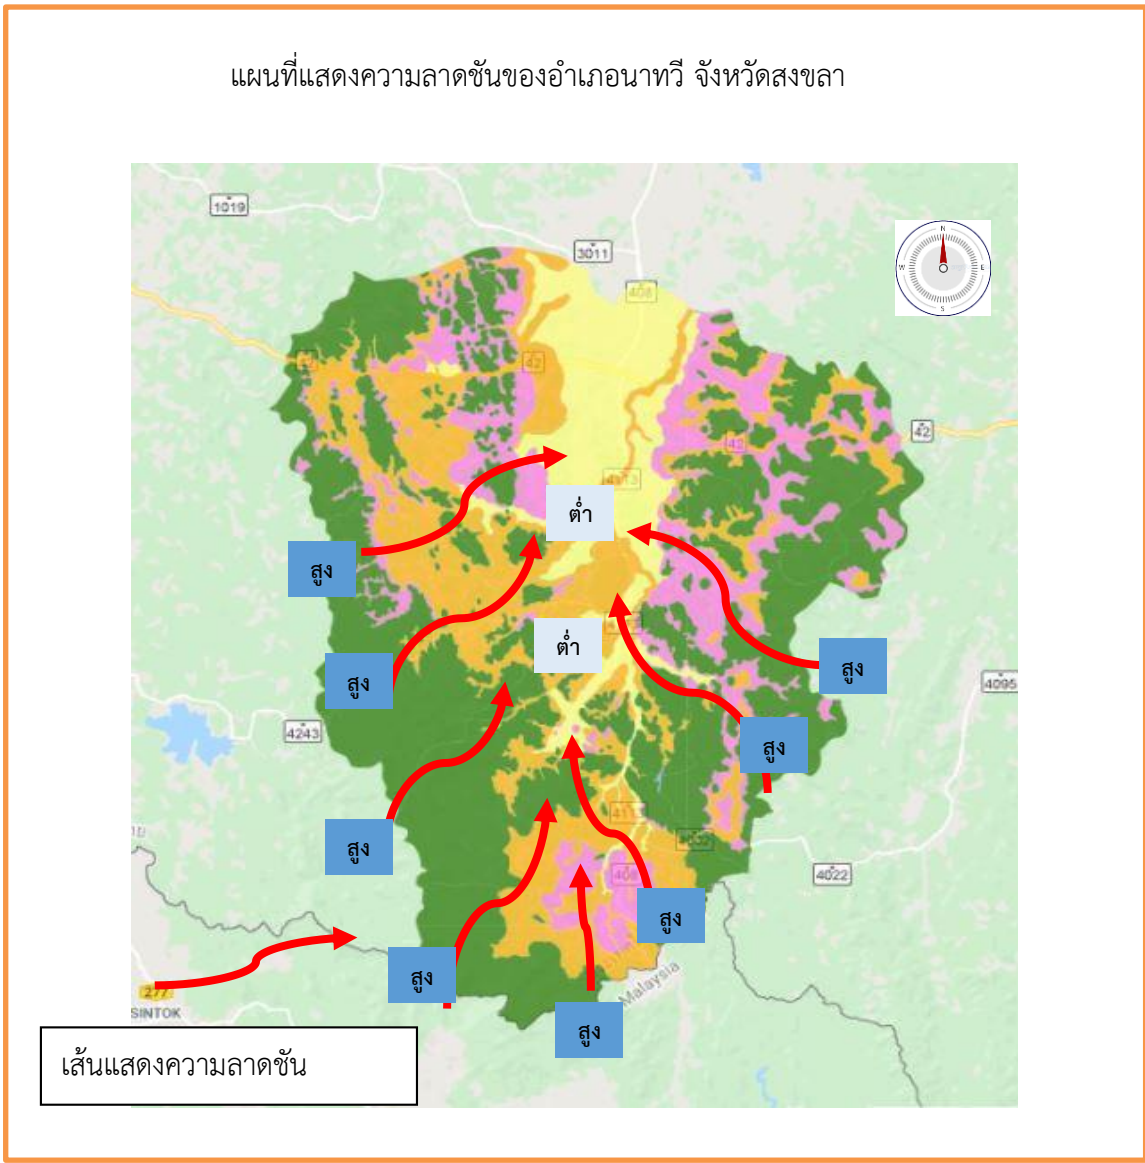 แผนที่แสดงความลาดชันของอำเภอนาทวี จังหวัดสงขลา
1019
3011
408
N
W
E
S
42
42
42
4113
ต่ำ
สูง
ต่ำ
สูง
สูง
4095
4243
สูง
4113
สูง
4022
408
สูง
สูง
Malaysia
277
SINTOK
สูง
เส้นแสดงความลาดชัน